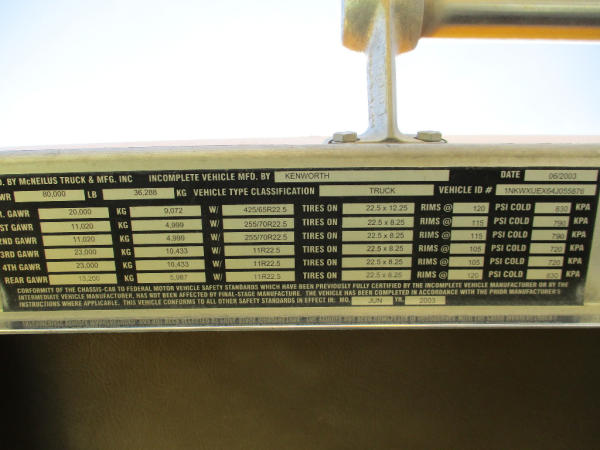 D. BY McNEILUS TRUCK & MFG. INC INCOMPLETE VEHICLE MFD. BY KENWORTH DATE 06/2003
WR 80,000 LB 36,288 KG VEHICLE TYPE CLASSIFICATION TRUCK VEHICLE ID # 1NKWXUEX64J055876
R. GAWR 20,000 KG 9,072 W/ 425/65R22.5 TIRES ON 22.5 x 12.25 RIMS @ 120 PSI COLD 830 KPA
1ST GAWR 11,020 KG 4,999 W/ 255/70R22.5 TIRES ON 22.5 x 8.25 RIMS @ 115 PSI COLD 790 KPA
2ND GAWR 11,020 KG 4,999 W/ 255/70R22.5 TIRES ON 22.5 x 8.25 RIMS @ 115 PSI COLD 790 KPA
3RD GAWR 23,000 KG 10,433 W/ 11R22.5 TIRES ON 22.5 x 8.25 RIMS @ 105 PSI COLD 720 KPA
4TH GAWR 23,000 KG 10,433 W/ 11R22.5 TIRES ON 22.5 x 8.25 RIMS @ 105 PSI COLD 720 KPA
REAR GAWR 13,200 KG 5,987 W/ 11R22.5 TIRES ON 22.5 x 8.25 RIMS @ 120 PSI COLD 830 KPA
CONFORMITY OF THE CHASSIS-CAB TO FEDERAL MOTOR VEHICLE SAFETY STANDARDS WHICH HAVE BEEN PREVIOUSLY FULLY CERTIFIED BY THE INCOMPLETE VEHICLE MANUFACTURER OR BY THE
INTERMEDIATE VEHICLE MANUFACTURER, HAS NOT BEEN AFFECTED BY FINAL-STAGE MANUFACTURER. THE VEHICLE HAS BEEN COMPLETED IN ACCORDANCE WITH THE PRIOR MANUFACTURER'S
INSTRUCTIONS WHERE APPLICABLE. THIS VEHICLE CONFORMS TO ALL OTHER SAFETY STANDARDS IN EFFECT IN: MO. JUN YR. 2003